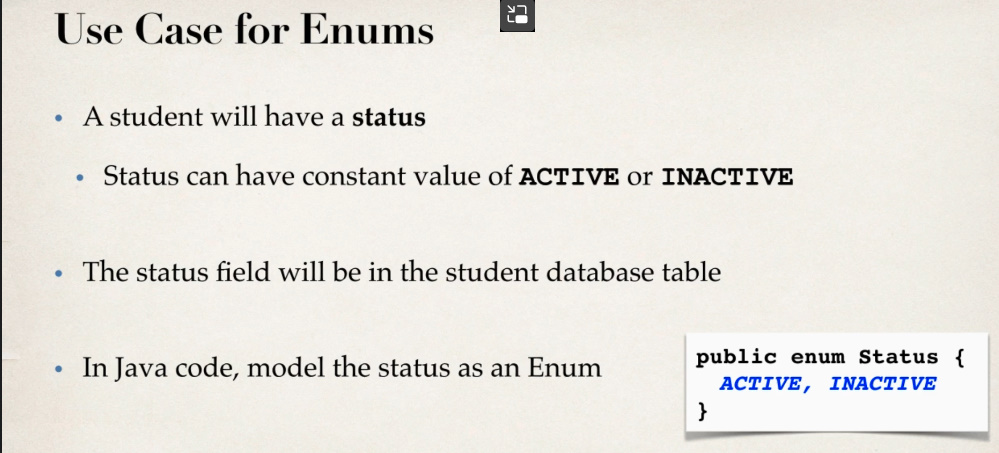 Use Case for Enums
• A student will have a status
• Status can have constant value of ACTIVE or INACTIVE
• The status field will be in the student database table
• In Java code, model the status as an Enum
public enum Status {
ACTIVE, INACTIVE
}